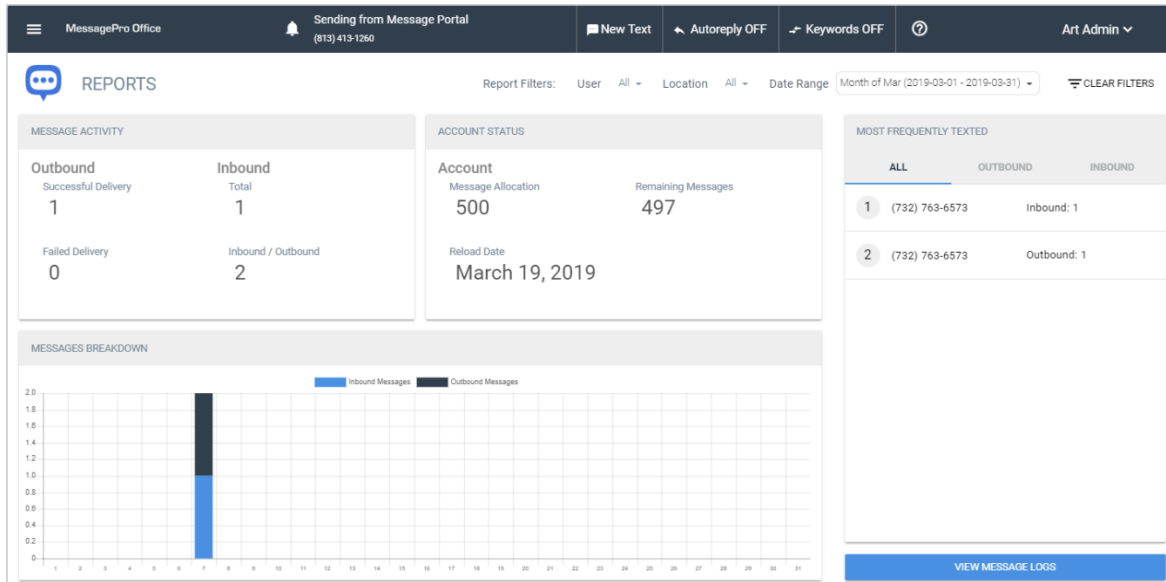 MessagePro Office
Sending from Message Portal
(813) 413-1260
New Text
Autoreply OFF
Keywords OFF
Art Admin
REPORTS
Report Filters: User All Location All Date Range Month of Mar (2019-03-01 - 2019-03-31) CLEAR FILTERS
MESSAGE ACTIVITY
Outbound Inbound
Successful Delivery Total
1 1
Failed Delivery Inbound / Outbound
0 2
ACCOUNT STATUS
Account
Message Allocation Remaining Messages
500 497
Reload Date
March 19, 2019
MOST FREQUENTLY TEXTED
ALL OUTBOUND INBOUND
1 (732) 763-6573 Inbound: 1
2 (732) 763-6573 Outbound: 1
MESSAGES BREAKDOWN
Inbound Messages Outbound Messages
2.0
1.8
1.6
1.4
1.2
1.0
0.8
0.6
0.4
0.2
0
1 2 3 4 5 6 7 8 9 10 11 12 13 14 15 16 17 18 19 20 21 22 23 24 25 26 27 28 29 30 31
VIEW MESSAGE LOGS